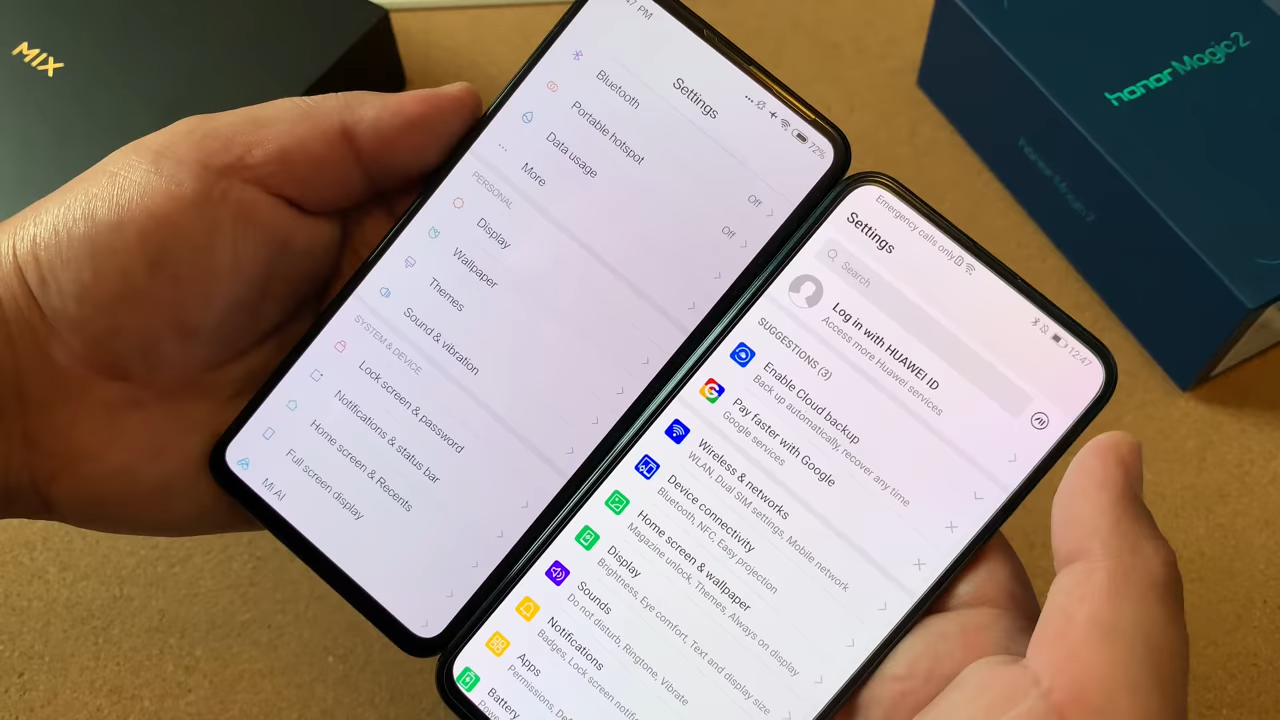 MIX
honor Magic2
honor Magic 2
47 PM
72%
Settings
Bluetooth
Off
Portable hotspot
Off
Data usage
More
PERSONAL
Display
Wallpaper
Themes
Sound & vibration
SYSTEM & DEVICE
Lock screen & password
Notifications & status bar
Home screen & Recents
Full screen display
Mi AI
Emergency calls only
12:47
Settings
Search
Log in with HUAWEI ID
Access more Huawei services
SUGGESTIONS (3)
Enable Cloud backup
Back up automatically, recover any time
Pay faster with Google
Google services
Wireless & networks
WLAN, Dual SIM settings, Mobile network
Device connectivity
Bluetooth, NFC, Easy projection
Home screen & wallpaper
Magazine unlock, Themes, Always on display
Display
Brightness, Eye comfort, Text and display size
Sounds
Do not disturb, Ringtone, Vibrate
Notifications
Badges, Lock screen notific
Apps
Permissions, De
Battery